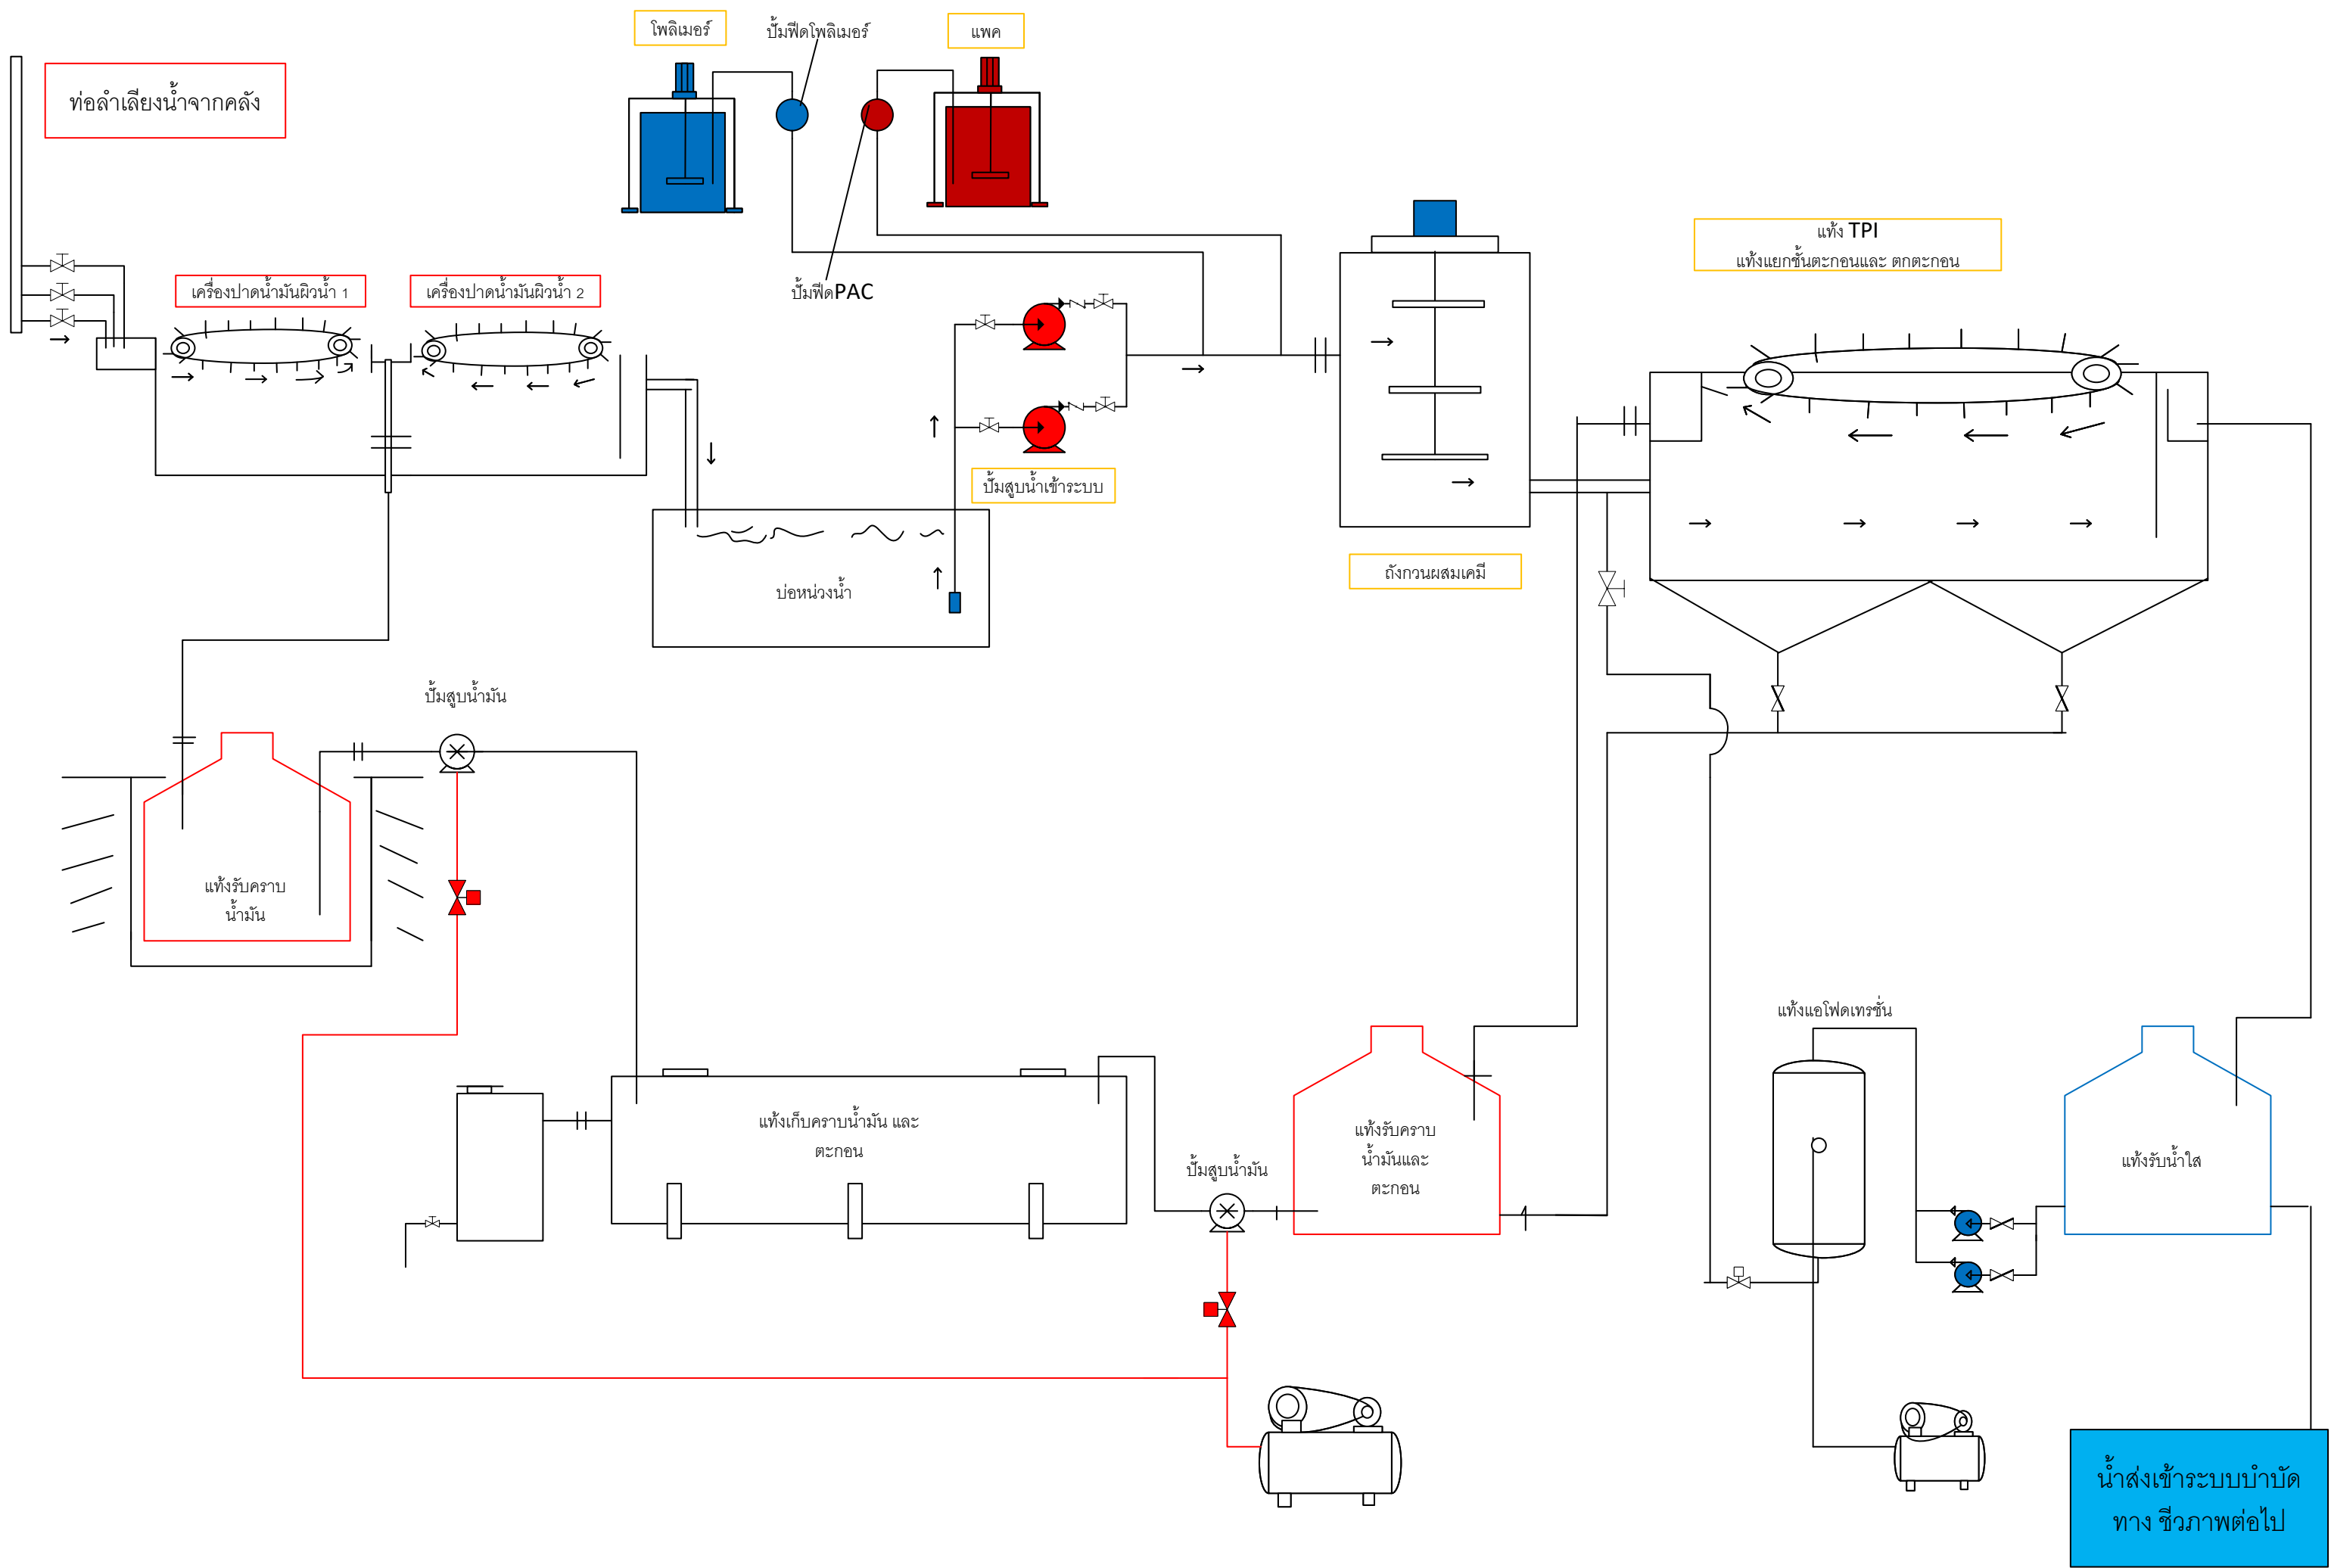 โพลิเมอร์
ปั๊มฟีดโพลิเมอร์
แพค
ท่อลำเลียงน้ำจากคลัง
แท้ง TPI
แท้งแยกชั้นตะกอนและ ตกตะกอน
เครื่องปาดน้ำมันผิวน้ำ 1
เครื่องปาดน้ำมันผิวน้ำ 2
ปั๊มฟีดPAC
ปั๊มสูบน้ำเข้าระบบ
ถังกวนผสมเคมี
บ่อหน่วงน้ำ
ปั๊มสูบน้ำมัน
แท้งรับคราบ
น้ำมัน
แท้งแอโฟดเทรชั่น
แท้งเก็บคราบน้ำมัน และ
ตะกอน
แท้งรับคราบ
น้ำมันและ
ตะกอน
ปั๊มสูบน้ำมัน
แท้งรับน้ำใส
น้ำส่งเข้าระบบบำบัด
ทาง ชีวภาพต่อไป